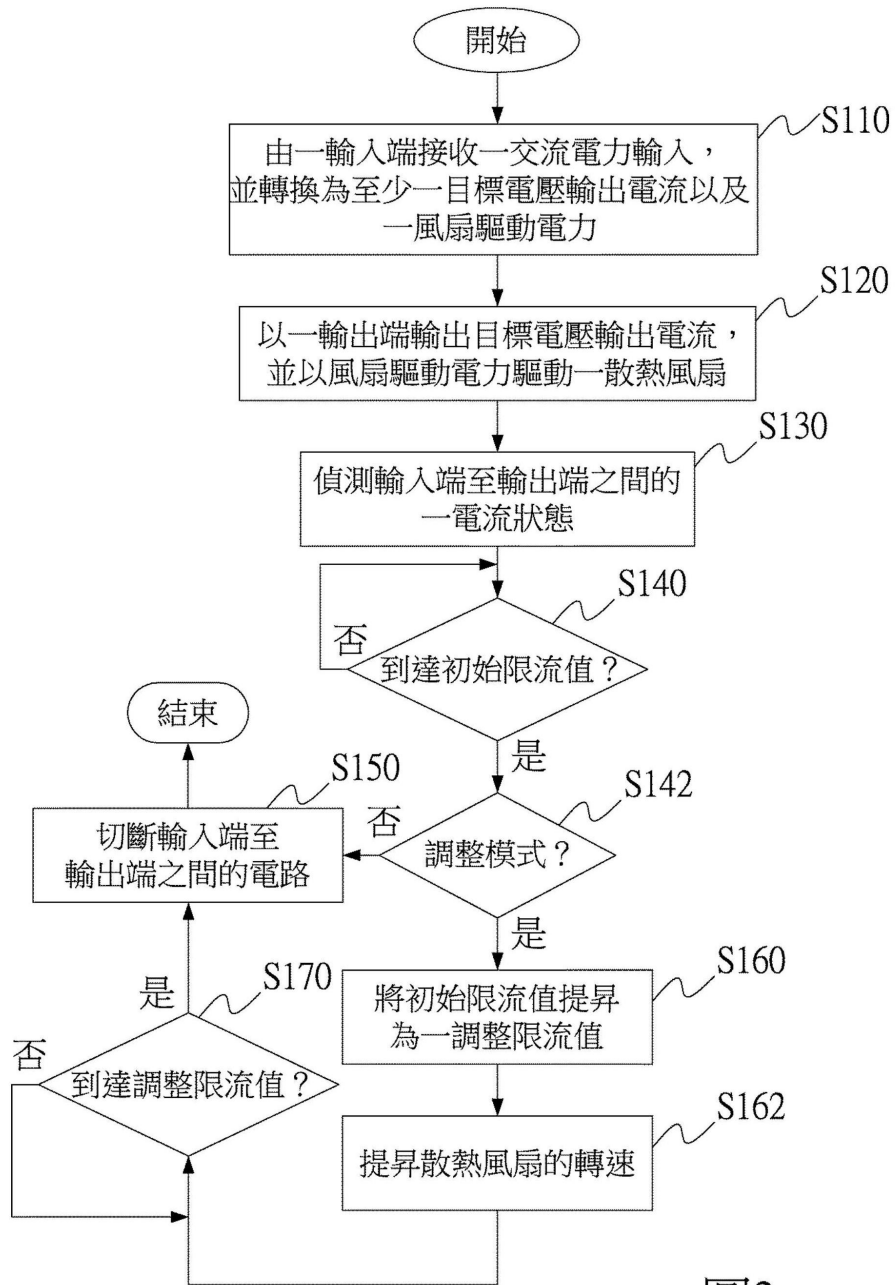 開始
S110
由一輸入端接收一交流電力輸入，
並轉換為至少一目標電壓輸出電流以及
一風扇驅動電力
S120
以一輸出端輸出目標電壓輸出電流，
並以風扇驅動電力驅動一散熱風扇
S130
偵測輸入端至輸出端之間的
一電流狀態
S140
否
到達初始限流值？
是
結束
S150
切斷輸入端至
輸出端之間的電路
S142
否
調整模式？
是
S160
將初始限流值提昇
為一調整限流值
S170
是
否
到達調整限流值？
S162
提昇散熱風扇的轉速